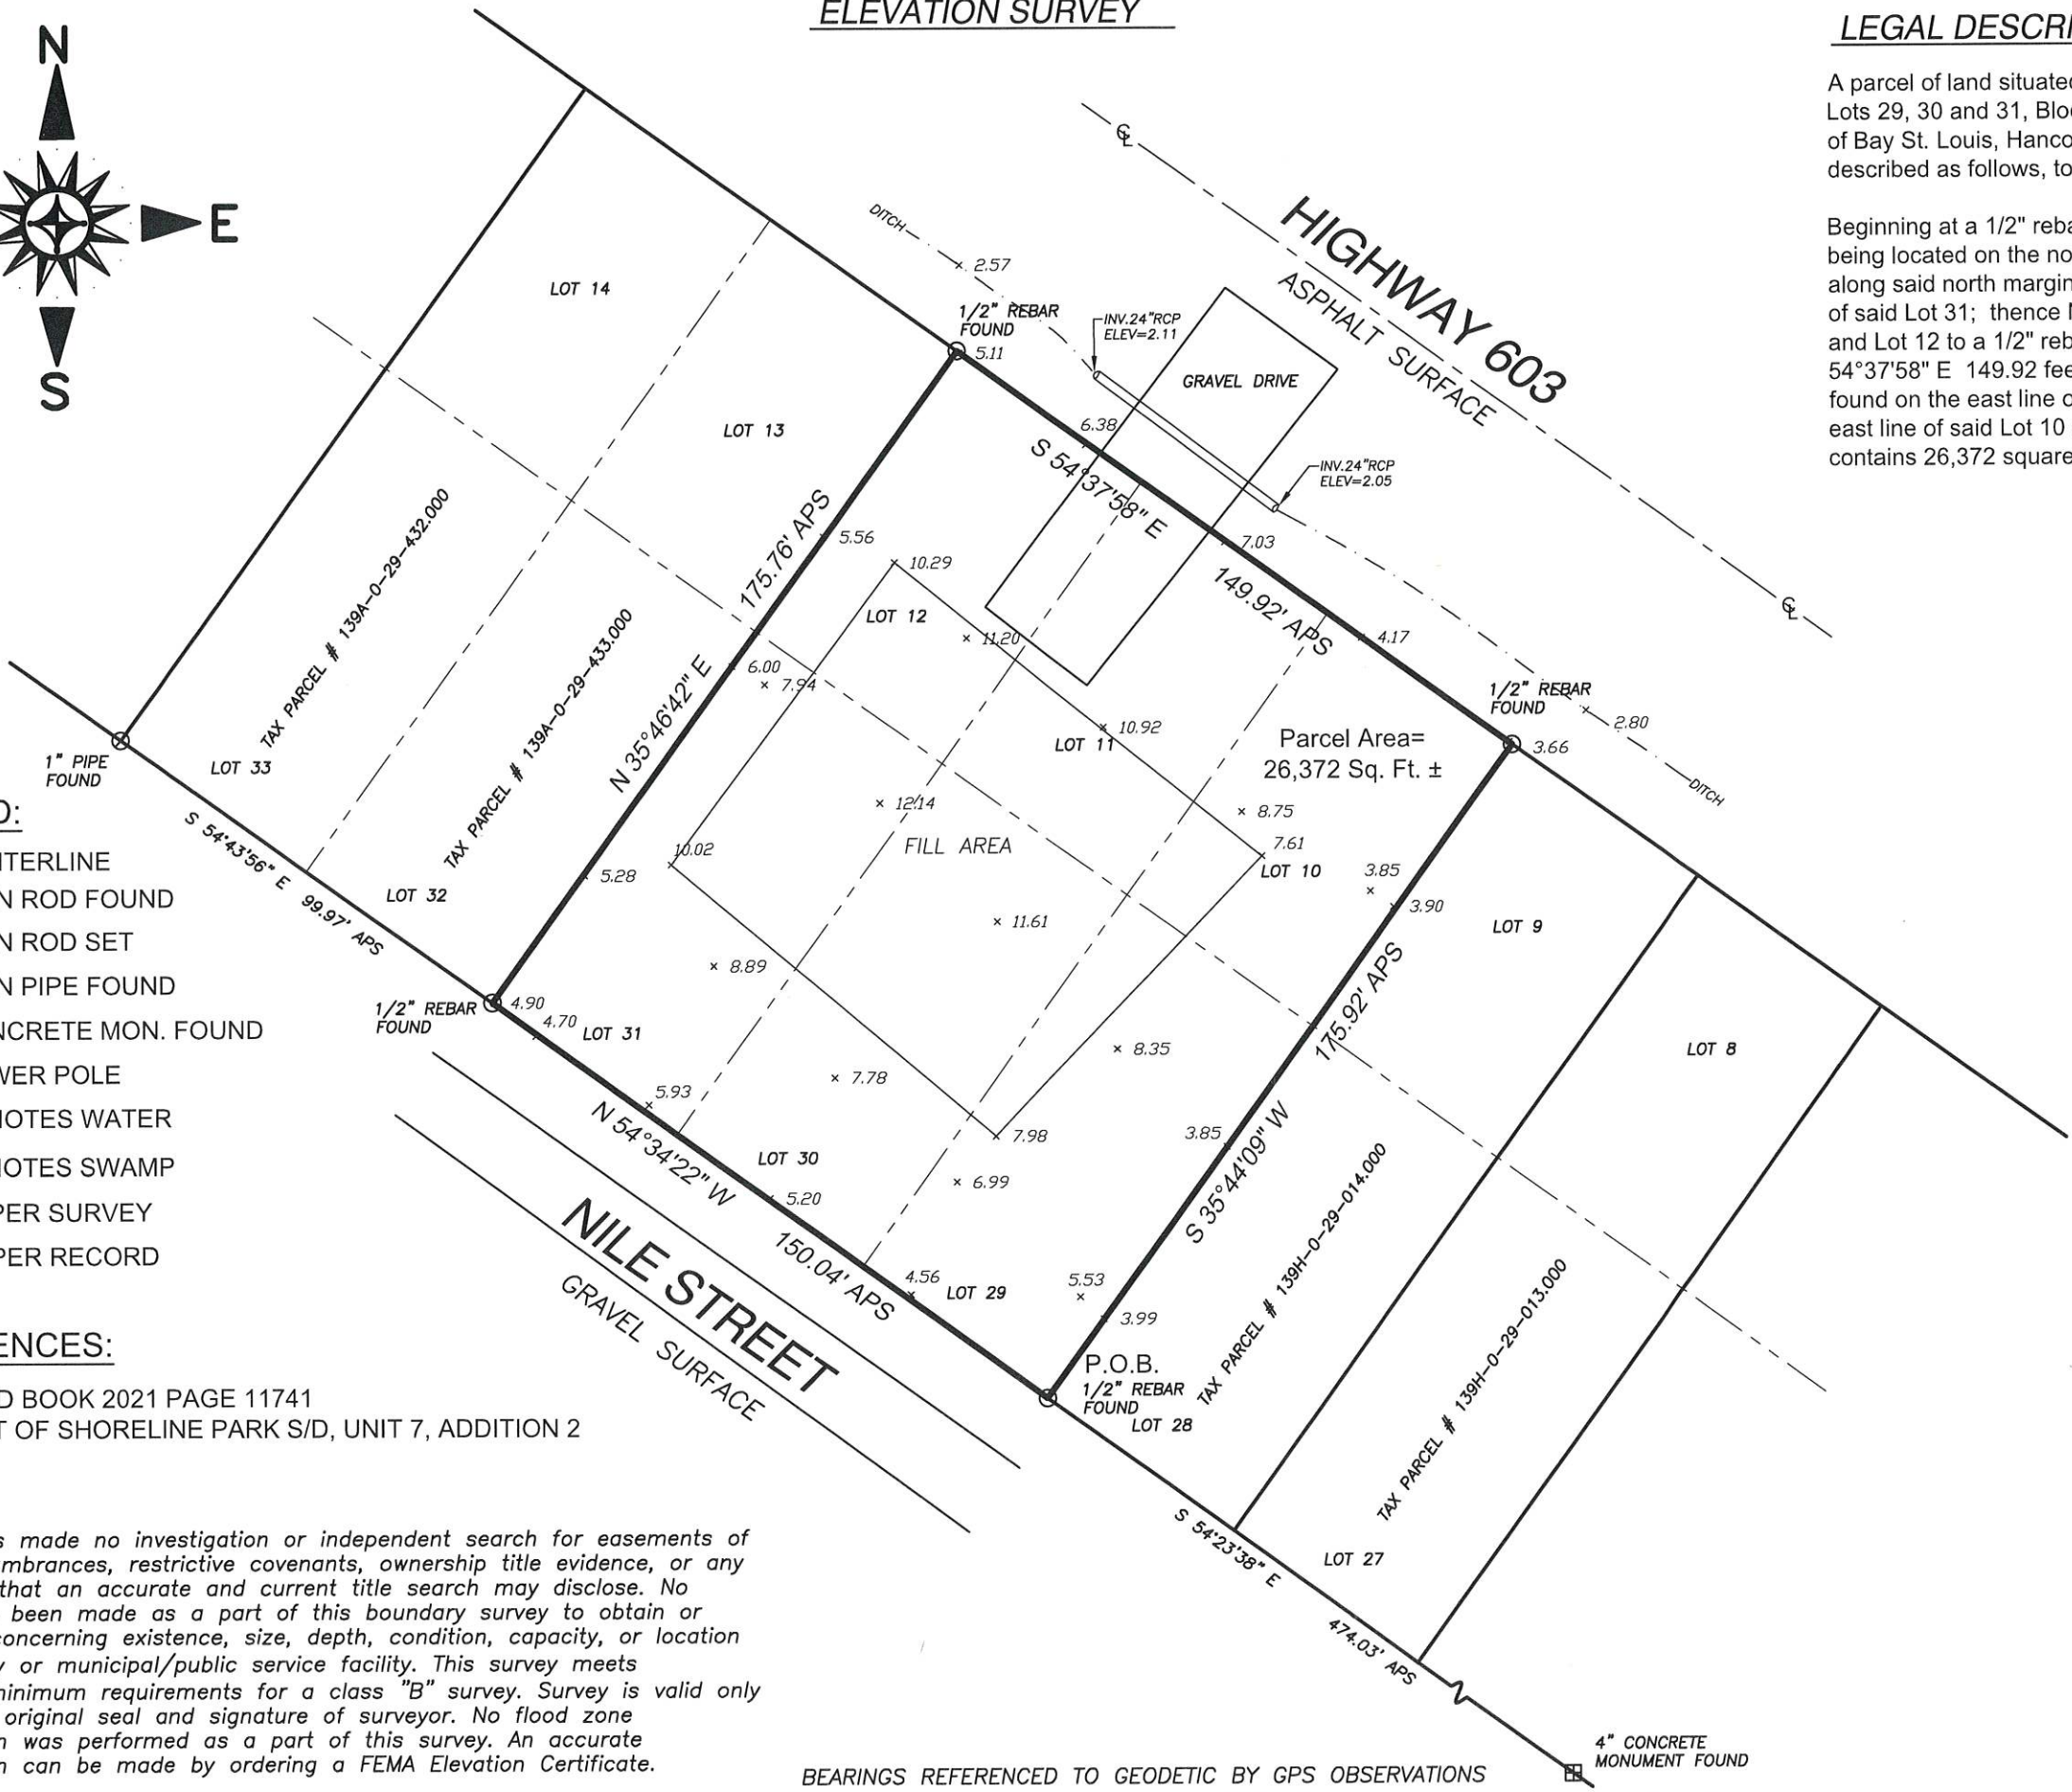 ELEVATION SURVEY
N
E
S
LEGAL DESCRI
A parcel of land situate
Lots 29, 30 and 31, Blo
of Bay St. Louis, Hanco
described as follows, to
Beginning at a 1/2" reba
being located on the no
along said north margin
of said Lot 31; thence
and Lot 12 to a 1/2" reb
54°37'58" E 149.92 fee
found on the east line o
east line of said Lot 10
contains 26,372 square
℄
HIGHWAY 603
ASPHALT SURFACE
℄
DITCH
2.57
1/2" REBAR
FOUND
5.11
INV.24"RCP
ELEV=2.11
GRAVEL DRIVE
INV.24"RCP
ELEV=2.05
LOT 14
LOT 13
6.38
S 54°37'58" E
7.03
149.92' APS
4.17
1/2" REBAR
FOUND
2.80
3.66
DITCH
TAX PARCEL # 139A-0-29-432.000
TAX PARCEL # 139A-0-29-433.000
175.76' APS
N 35°46'42" E
5.56
10.29
LOT 12
11.20
6.00
7.94
10.92
LOT 11
Parcel Area=
26,372 Sq. Ft. ±
12.14
FILL AREA
8.75
7.61
LOT 10
3.85
3.90
LOT 9
LOT 8
1" PIPE
FOUND
LOT 33
S 54°43'56" E 99.97' APS
LOT 32
10.02
5.28
11.61
8.89
175.92' APS
1/2" REBAR
FOUND
4.90
4.70
LOT 31
8.35
7.78
5.93
N 54°34'22" W
7.98
3.85
S 35°44'09" W
LOT 30
6.99
5.20
150.04' APS
4.56
LOT 29
5.53
3.99
NILE STREET
GRAVEL SURFACE
P.O.B.
1/2" REBAR
FOUND
LOT 28
TAX PARCEL # 139H-0-29-014.000
TAX PARCEL # 139H-0-29-013.000
S 54°23'38" E
LOT 27
474.03' APS
4" CONCRETE
MONUMENT FOUND
D:
NTERLINE
N ROD FOUND
N ROD SET
N PIPE FOUND
NCRETE MON. FOUND
WER POLE
NOTES WATER
NOTES SWAMP
PER SURVEY
PER RECORD
ENCES:
D BOOK 2021 PAGE 11741
T OF SHORELINE PARK S/D, UNIT 7, ADDITION 2
s made no investigation or independent search for easements of
umbrances, restrictive covenants, ownership title evidence, or any
that an accurate and current title search may disclose. No
been made as a part of this boundary survey to obtain or
concerning existence, size, depth, condition, capacity, or location
y or municipal/public service facility. This survey meets
minimum requirements for a class "B" survey. Survey is valid only
original seal and signature of surveyor. No flood zone
n was performed as a part of this survey. An accurate
n can be made by ordering a FEMA Elevation Certificate.
BEARINGS REFERENCED TO GEODETIC BY GPS OBSERVATIONS